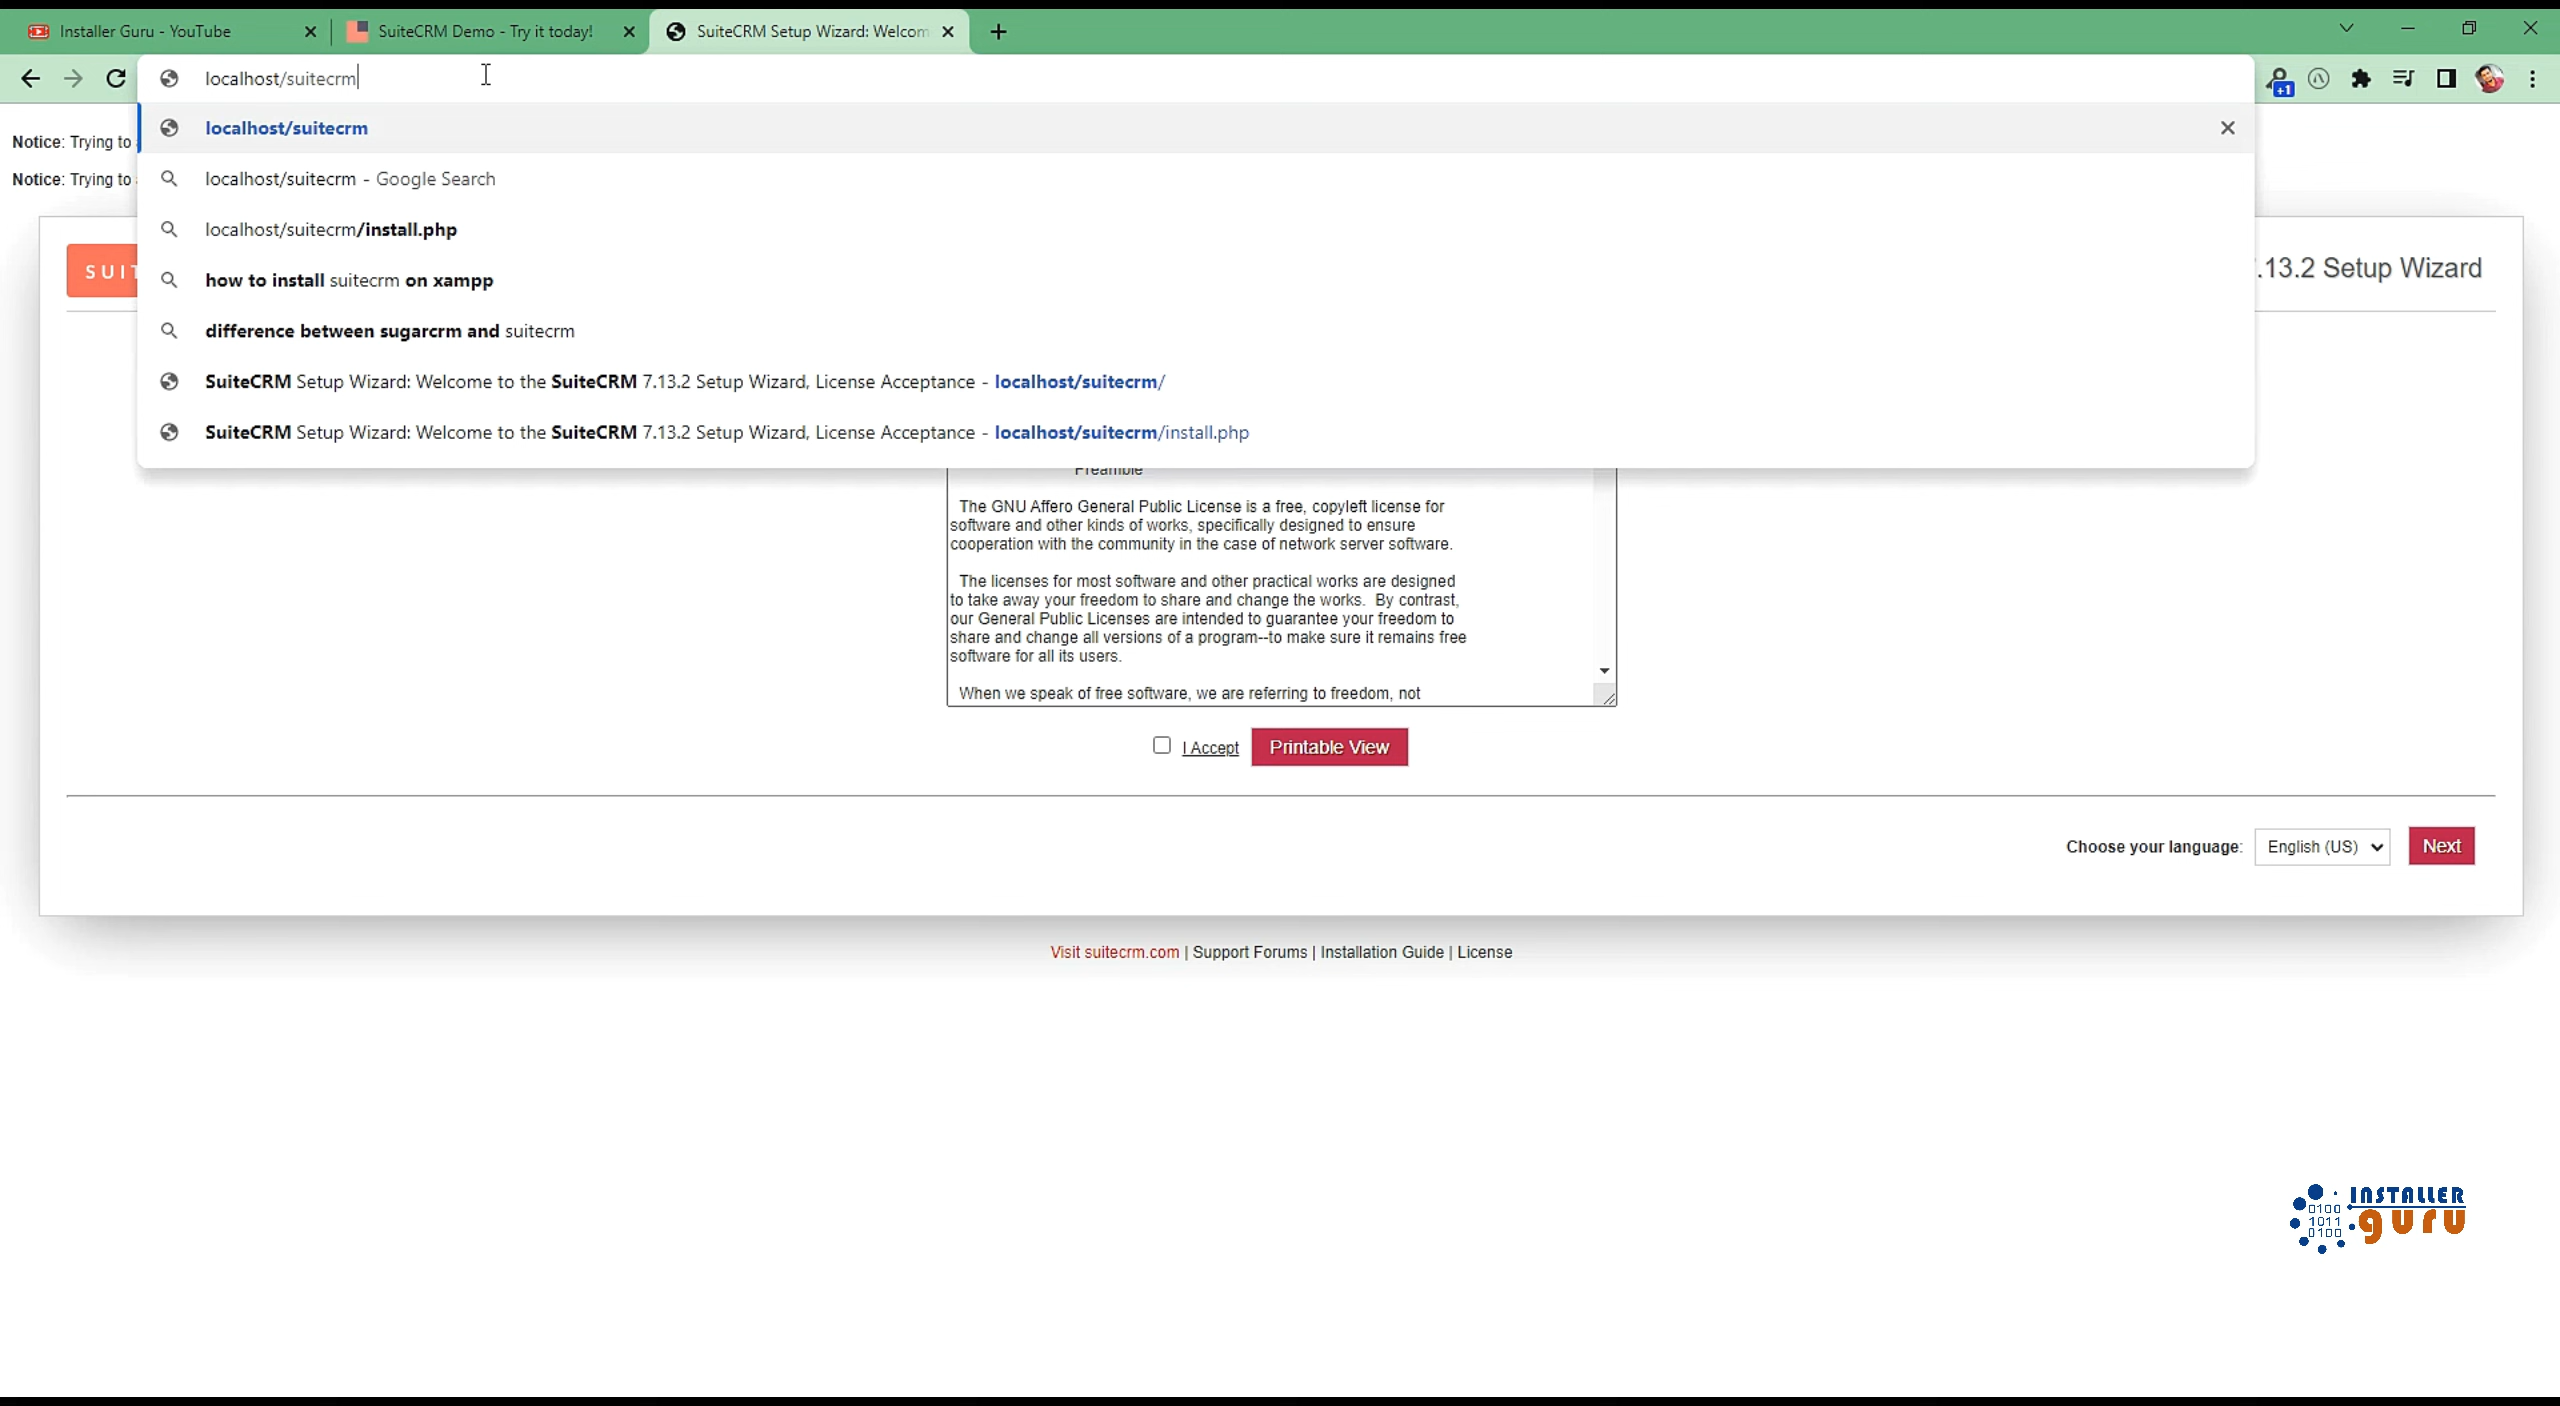 Installer Guru - YouTube
SuiteCRM Demo - Try it today!
SuiteCRM Setup Wizard: Welcom
localhost/suitecrm
+1
localhost/suitecrm
Notice: Trying to
localhost/suitecrm - Google Search
Notice: Trying to
localhost/suitecrm/install.php
SUIT
.13.2 Setup Wizard
how to install suitecrm on xampp
difference between sugarcrm and suitecrm
SuiteCRM Setup Wizard: Welcome to the SuiteCRM 7.13.2 Setup Wizard, License Acceptance - localhost/suitecrm/
SuiteCRM Setup Wizard: Welcome to the SuiteCRM 7.13.2 Setup Wizard, License Acceptance - localhost/suitecrm/install.php
Preamble
The GNU Affero General Public License is a free, copyleft license for
software and other kinds of works, specifically designed to ensure
cooperation with the community in the case of network server software.
The licenses for most software and other practical works are designed
to take away your freedom to share and change the works. By contrast,
our General Public Licenses are intended to guarantee your freedom to
share and change all versions of a program--to make sure it remains free
software for all its users.
When we speak of free software, we are referring to freedom, not
I Accept
Printable View
Choose your language:
English (US)
Next
Visit suitecrm.com | Support Forums | Installation Guide | License
INSTALLER
guru
0100
1011
0100